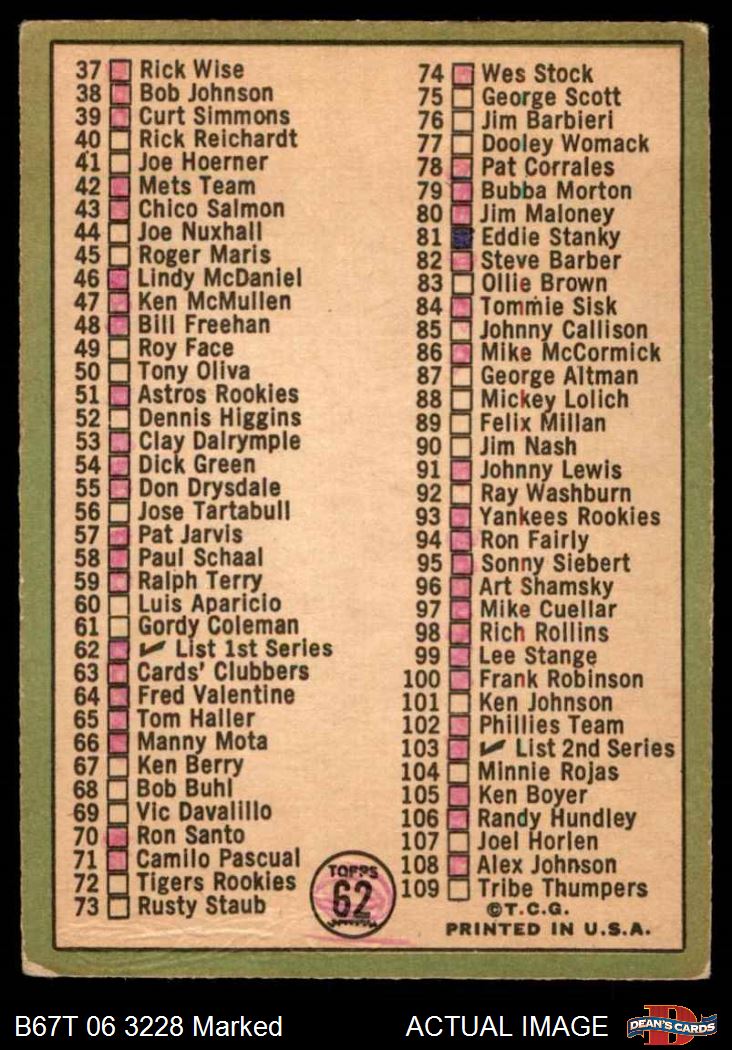 37 Rick Wise
38 Bob Johnson
39 Curt Simmons
40 Rick Reichardt
41 Joe Hoerner
42 Mets Team
43 Chico Salmon
44 Joe Nuxhall
45 Roger Maris
46 Lindy McDaniel
47 Ken McMullen
48 Bill Freehan
49 Roy Face
50 Tony Oliva
51 Astros Rookies
52 Dennis Higgins
53 Clay Dalrymple
54 Dick Green
55 Don Drysdale
56 Jose Tartabull
57 Pat Jarvis
58 Paul Schaal
59 Ralph Terry
60 Luis Aparicio
61 Gordy Coleman
62 ✔ List 1st Series
63 Cards' Clubbers
64 Fred Valentine
65 Tom Haller
66 Manny Mota
67 Ken Berry
68 Bob Buhl
69 Vic Davalillo
70 Ron Santo
71 Camilo Pascual
72 Tigers Rookies
73 Rusty Staub
74 Wes Stock
75 George Scott
76 Jim Barbieri
77 Dooley Womack
78 Pat Corrales
79 Bubba Morton
80 Jim Maloney
81 Eddie Stanky
82 Steve Barber
83 Ollie Brown
84 Tommie Sisk
85 Johnny Callison
86 Mike McCormick
87 George Altman
88 Mickey Lolich
89 Felix Millan
90 Jim Nash
91 Johnny Lewis
92 Ray Washburn
93 Yankees Rookies
94 Ron Fairly
95 Sonny Siebert
96 Art Shamsky
97 Mike Cuellar
98 Rich Rollins
99 Lee Stange
100 Frank Robinson
101 Ken Johnson
102 Phillies Team
103 ✔ List 2nd Series
104 Minnie Rojas
105 Ken Boyer
106 Randy Hundley
107 Joel Horlen
108 Alex Johnson
109 Tribe Thumpers
TOPPS
62
©T.C.G.
PRINTED IN U.S.A.
B67T 06 3228 Marked
ACTUAL IMAGE
DEAN'S CARDS